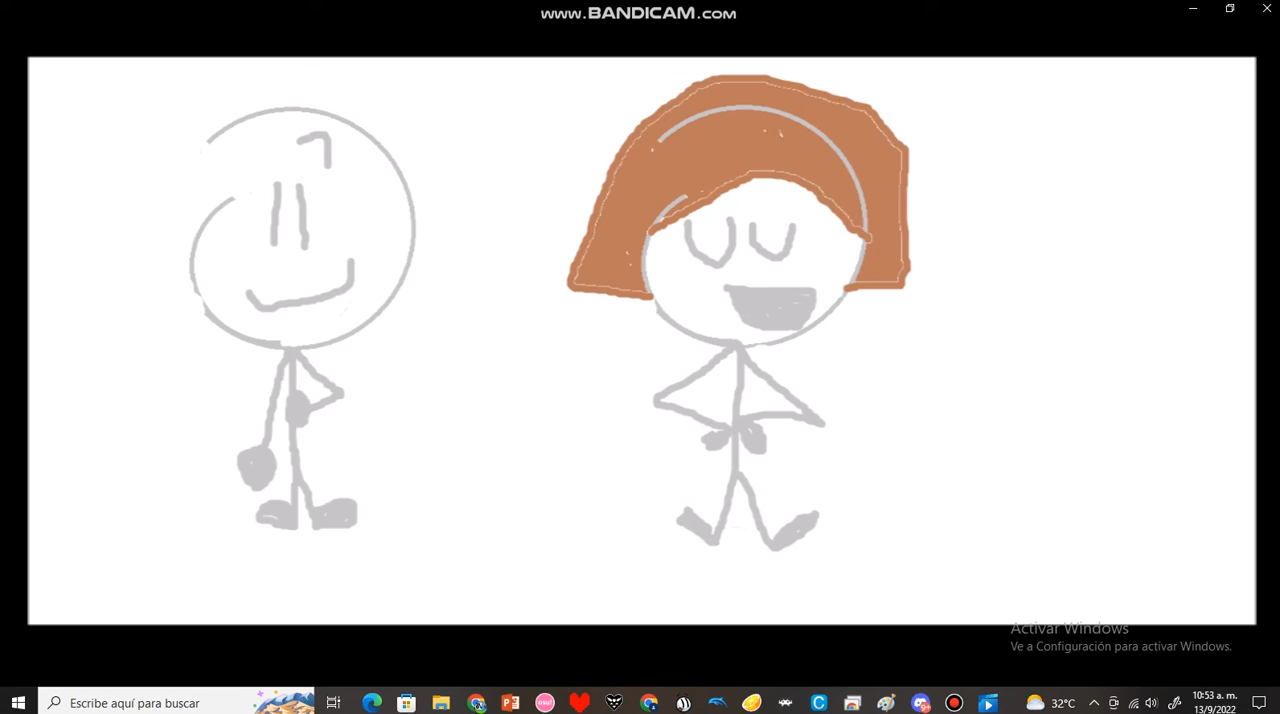 www.BANDICAM.com
Activar Windows
Ve a Configuración para activar Windows.
Escribe aquí para buscar
osu!
32°C
10:53 a.m.
13/9/2022